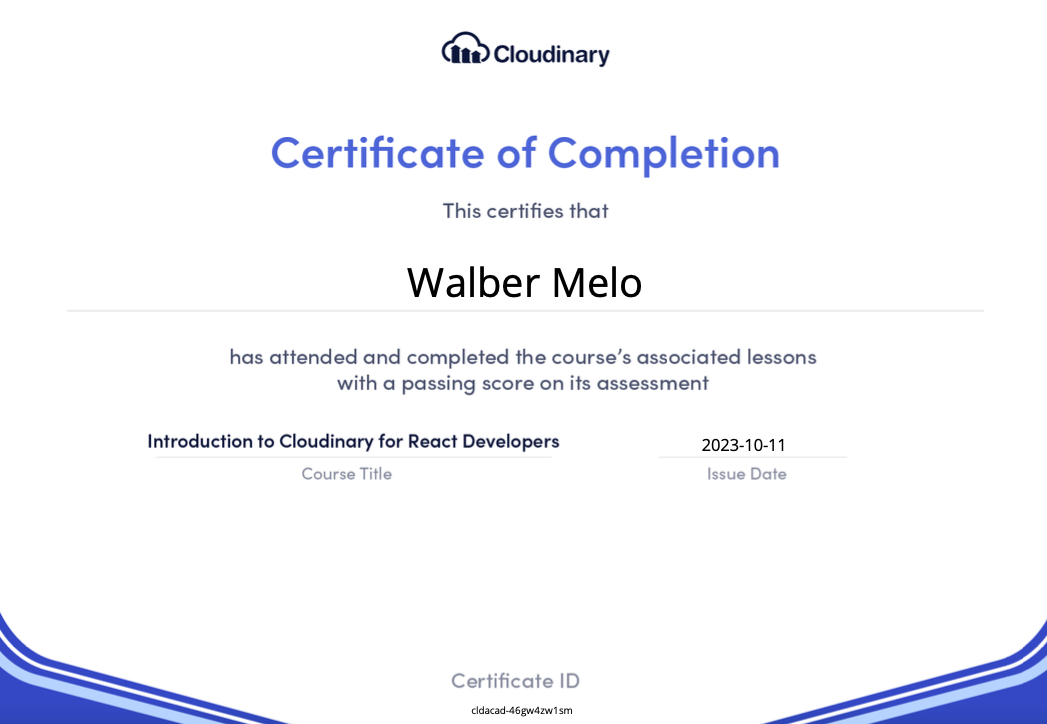 Cloudinary
Certificate of Completion
This certifies that
Walber Melo
has attended and completed the course’s associated lessons
with a passing score on its assessment
Introduction to Cloudinary for React Developers
2023-10-11
Course Title
Issue Date
Certificate ID
cldacad-46gw4zw1sm